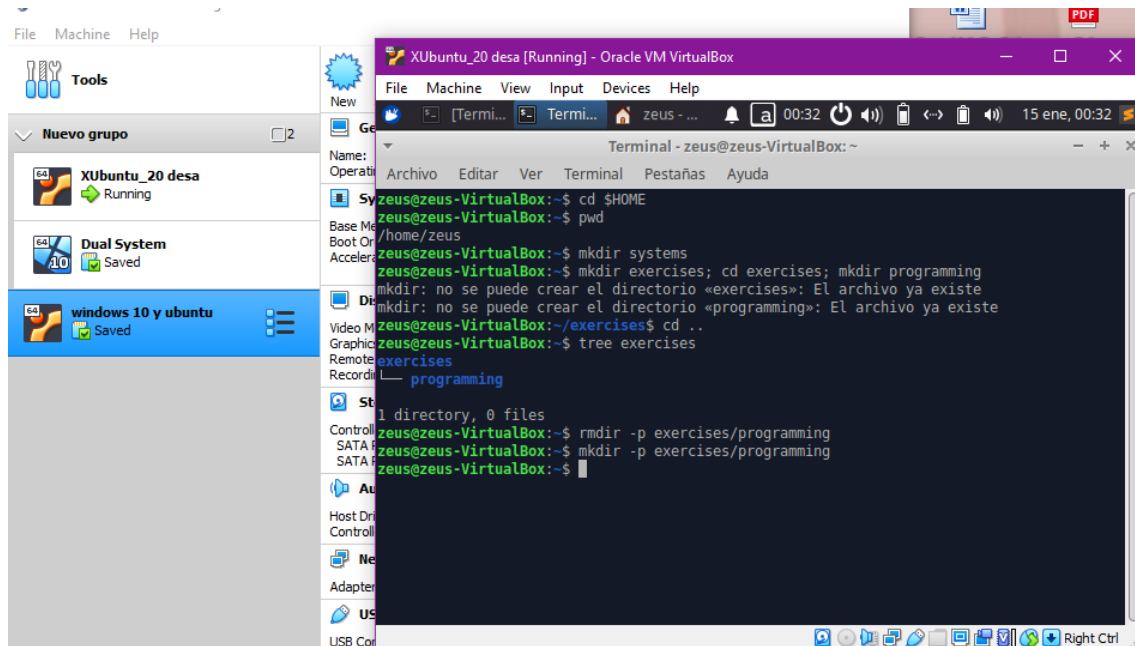 File Machine Help
Tools
New
Nuevo grupo
2
64
XUbuntu_20 desa
Running
64
10
Dual System
Saved
64
windows 10 y ubuntu
Saved
Name:
Controll
SATA
SATA
Host Dri
Controll
Adapter
PDF
XUbuntu_20 desa [Running] - Oracle VM VirtualBox
File Machine View Input Devices Help
[Termi... Termi... zeus - ... a 00:32 15 ene, 00:32
Terminal - zeus@zeus-VirtualBox: ~
Archivo Editar Ver Terminal Pestañas Ayuda
zeus@zeus-VirtualBox:~$ cd $HOME
zeus@zeus-VirtualBox:~$ pwd
/home/zeus
zeus@zeus-VirtualBox:~$ mkdir systems
zeus@zeus-VirtualBox:~$ mkdir exercises; cd exercises; mkdir programming
mkdir: no se puede crear el directorio «exercises»: El archivo ya existe
mkdir: no se puede crear el directorio «programming»: El archivo ya existe
zeus@zeus-VirtualBox:~/exercises$ cd ..
zeus@zeus-VirtualBox:~$ tree exercises
exercises
└── programming
1 directory, 0 files
zeus@zeus-VirtualBox:~$ rmdir -p exercises/programming
zeus@zeus-VirtualBox:~$ mkdir -p exercises/programming
zeus@zeus-VirtualBox:~$
Right Ctrl